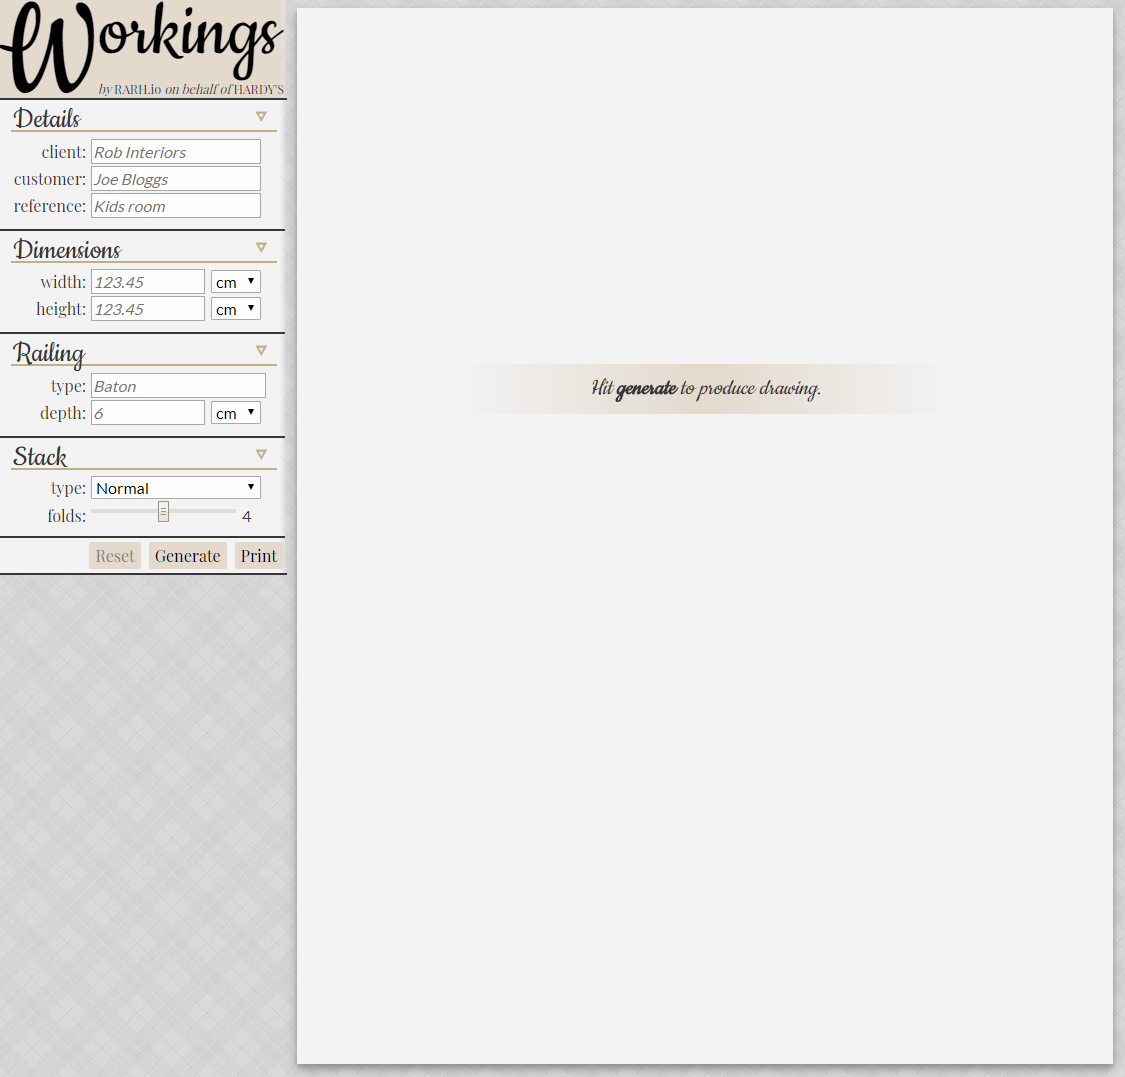 Workings
by RARH.io on behalf of HARDY'S
Details
client: Rob Interiors
customer: Joe Bloggs
reference: Kids room
Dimensions
width: 123.45 cm
height: 123.45 cm
Railing
type: Baton
depth: 6 cm
Stack
type: Normal
folds: 4
Reset Generate Print
Hit generate to produce drawing.